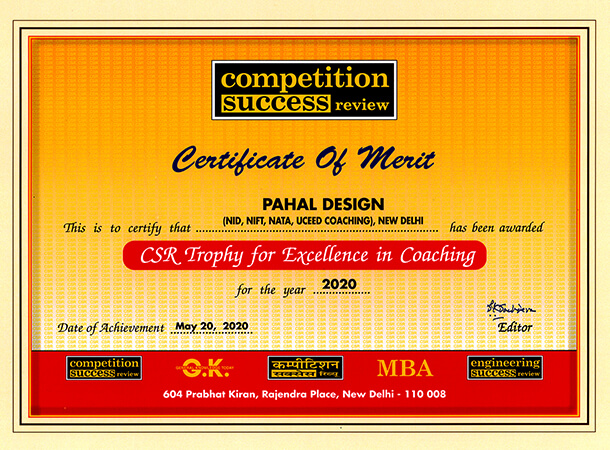 competition
success review
Certificate Of Merit
PAHAL DESIGN
(NID, NIFT, NATA, UCEED COACHING), NEW DELHI
This is to certify that has been awarded
CSR Trophy for Excellence in Coaching
for the year 2020
Date of Achievement May 20, 2020
Editor
competition
success review
GENERAL KNOWLEDGE TODAY
G.K.
कम्पीटिशन
सक्सेस रिव्यू
MBA
engineering
success review
604 Prabhat Kiran, Rajendra Place, New Delhi - 110 008